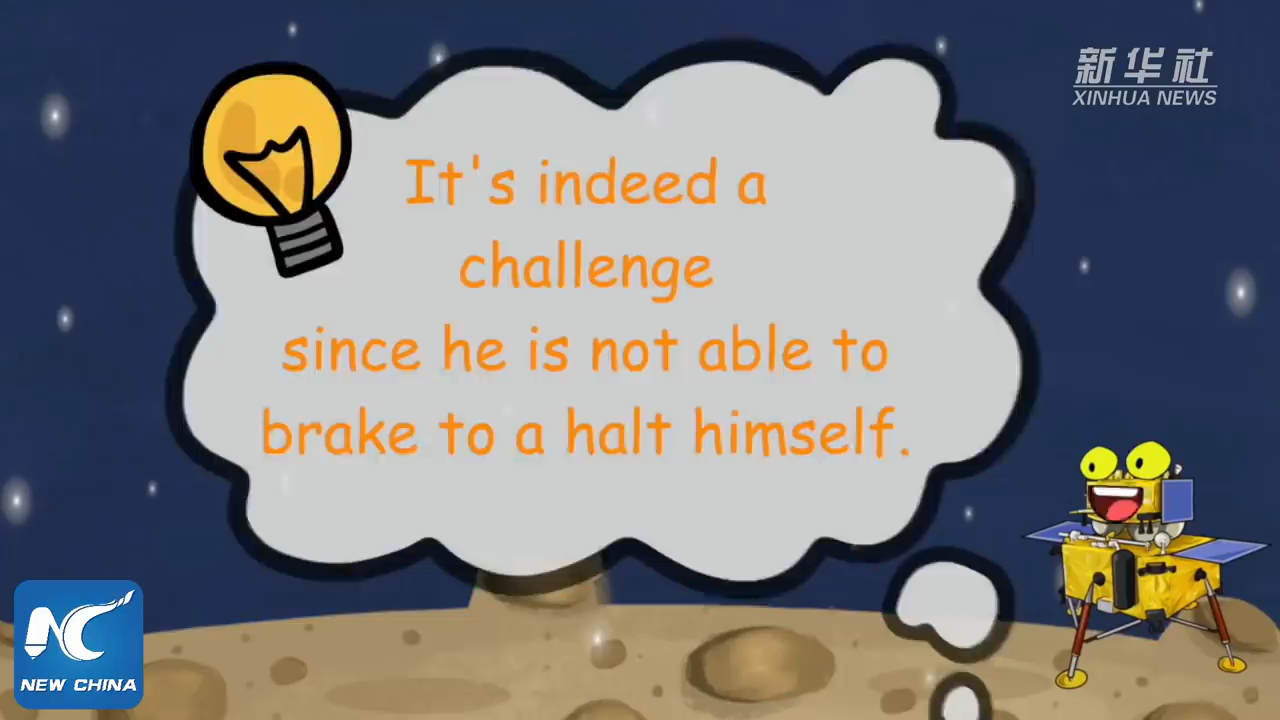 新华社
XINHUA NEWS
It's indeed a
challenge
since he is not able to
brake to a halt himself.
NC
NEW CHINA